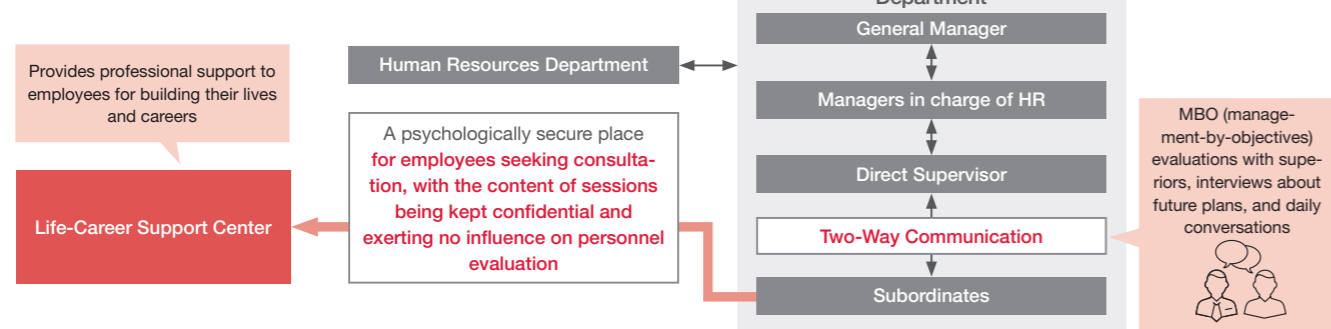 Department
General Manager
Human Resources Department
Managers in charge of HR
Direct Supervisor
Two-Way Communication
Subordinates
Provides professional support to
employees for building their lives
and careers
Life-Career Support Center
A psychologically secure place
for employees seeking consulta-
tion, with the content of sessions
being kept confidential and
exerting no influence on personnel
evaluation
MBO (manage-
ment-by-objectives)
evaluations with supe-
riors, interviews about
future plans, and daily
conversations